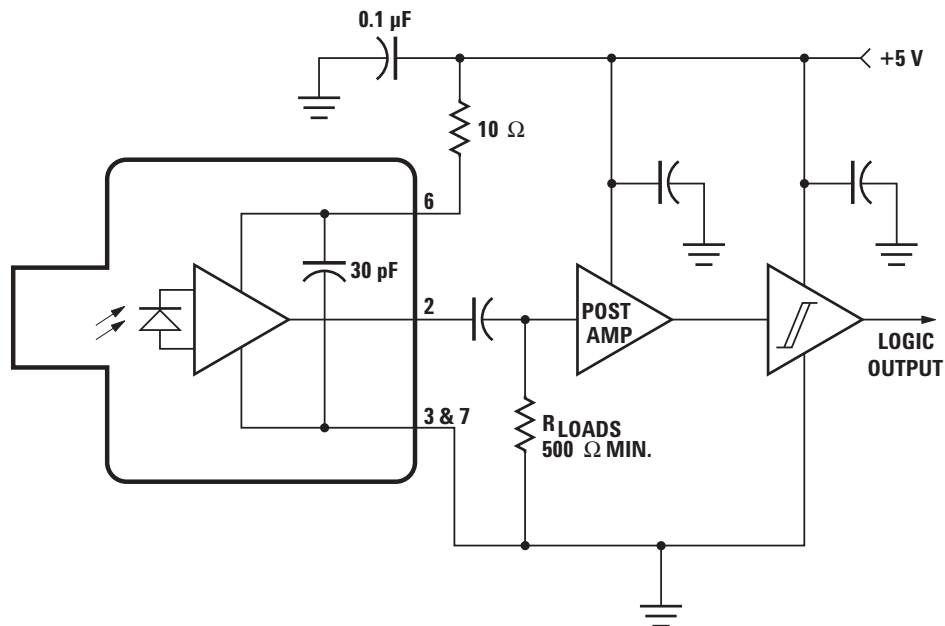 0.1 µF
+5 V
10 Ω
6
30 pF
2
POST
AMP
LOGIC
OUTPUT
3 & 7
RLOADS
500 Ω MIN.